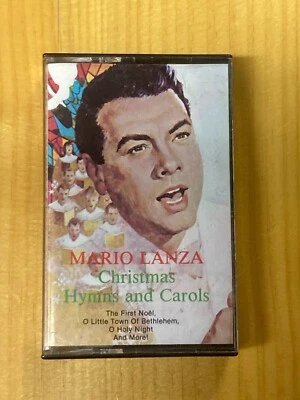 MARIO LANZA
Christmas
Hymns and Carols
The First Noël,
O Little Town Of Bethlehem,
O Holy Night
And More!